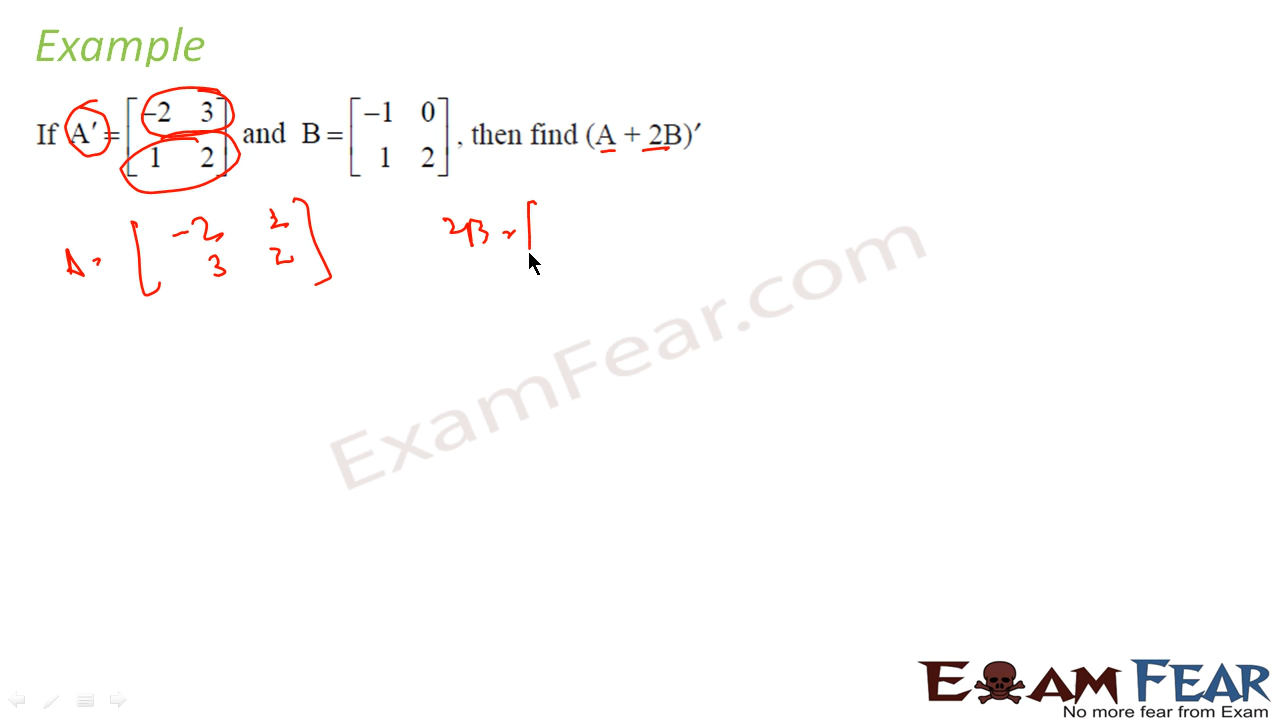 Example
If A′ = [ −2 3 ; 1 2 ] and B = [ −1 0 ; 1 2 ] , then find (A + 2B)′
A = [ -2 1 ; 3 2 ] 2B = [
ExamFear.com
EXAM FEAR
No more fear from Exam